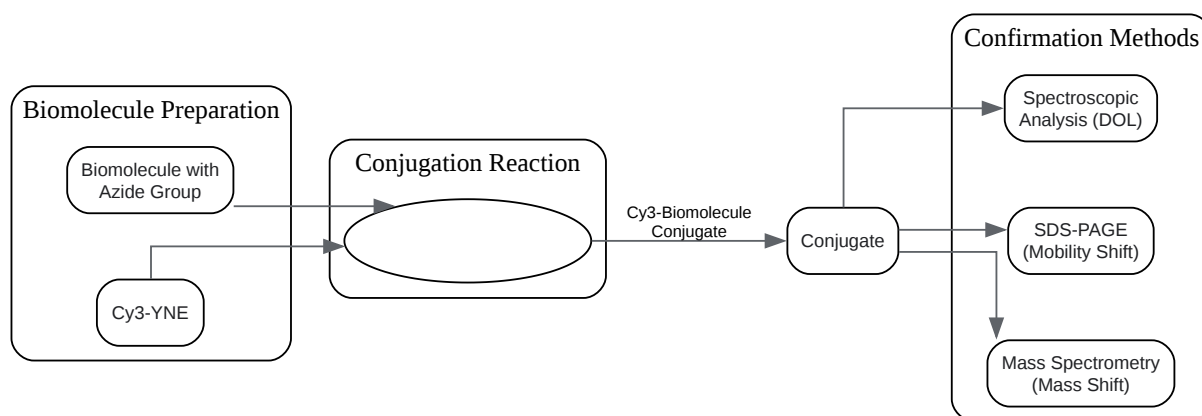 Biomolecule Preparation
Biomolecule with
Azide Group
Cy3-YNE
Conjugation Reaction
Cy3-Biomolecule
Conjugate
Conjugate
Confirmation Methods
Spectroscopic
Analysis (DOL)
SDS-PAGE
(Mobility Shift)
Mass Spectrometry
(Mass Shift)